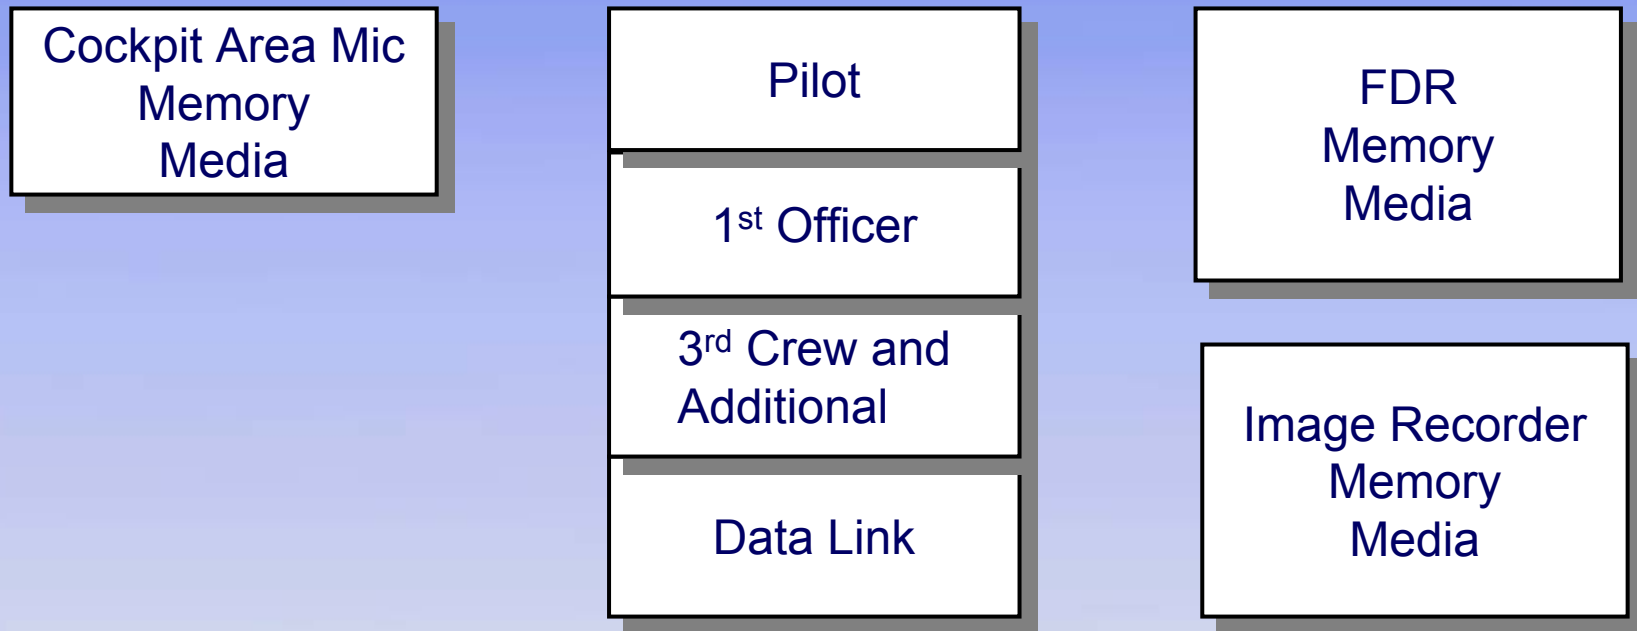 Cockpit Area Mic
Memory
Media
Pilot
1st Officer
3rd Crew and
Additional
Data Link
FDR
Memory
Media
Image Recorder
Memory
Media